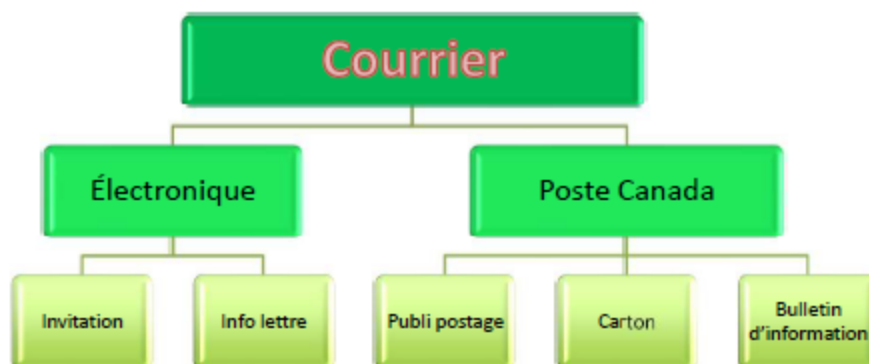 Courrier
Électronique
Poste Canada
Invitation
Info lettre
Publi postage
Carton
Bulletin
d'information